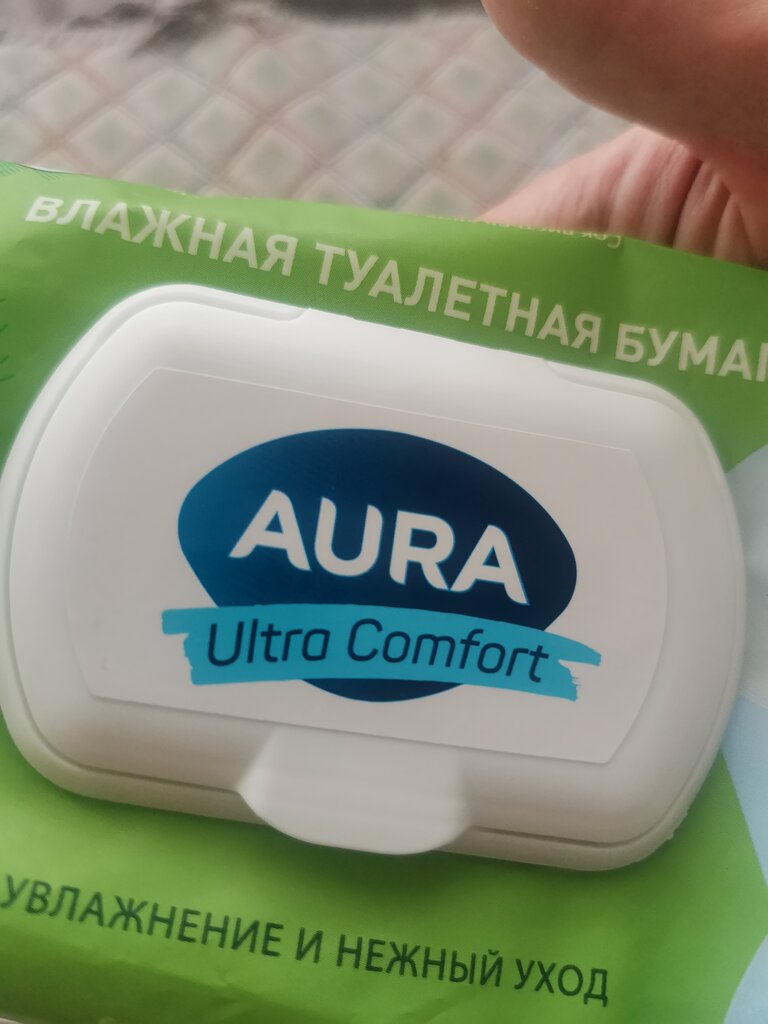 ВЛАЖНАЯ ТУАЛЕТНАЯ
AURA
Ultra Comfort
УВЛАЖНЕНИЕ И НЕЖНЫЙ УХОД